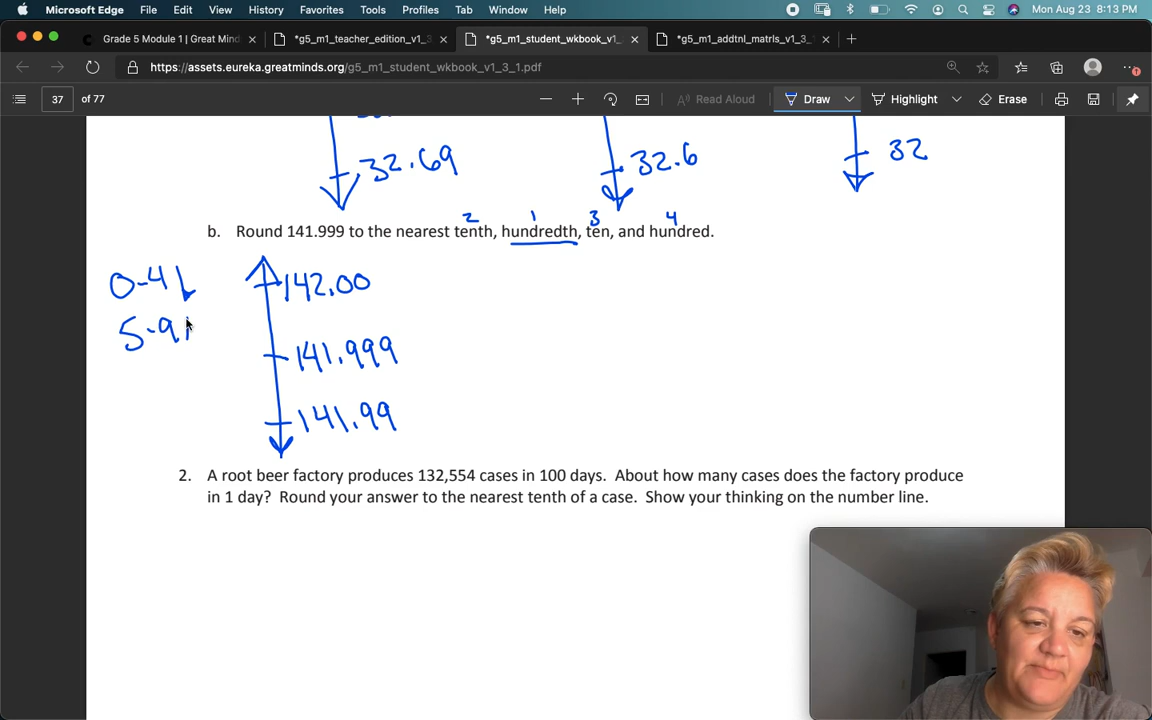 Microsoft Edge File Edit View History Favorites Tools Profiles Tab Window Help Mon Aug 23 8:13 PM
Grade 5 Module 1 | Great Mind *g5_m1_teacher_edition_v1_3 *g5_m1_student_wkbook_v1_ *g5_m1_addtnl_matrls_v1_3_
https://assets.eureka.greatminds.org/g5_m1_student_wkbook_v1_3_1.pdf
37 of 77 Read Aloud Draw Highlight Erase
32.69 32.6 32
2 1 3 4
b. Round 141.999 to the nearest tenth, hundredth, ten, and hundred.
0-4↓ 142.00
5-9
141.999
141.99
2. A root beer factory produces 132,554 cases in 100 days. About how many cases does the factory produce
in 1 day? Round your answer to the nearest tenth of a case. Show your thinking on the number line.